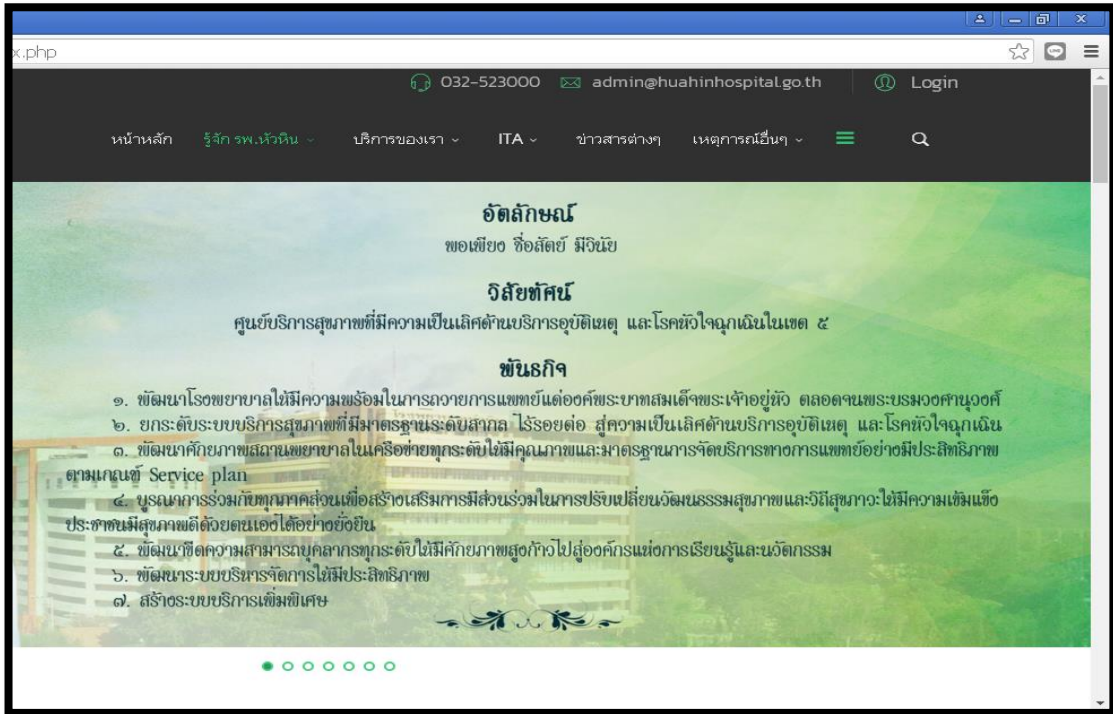 x.php
032-523000 admin@huahinhospital.go.th Login
หน้าหลัก รู้จัก รพ.หัวหิน บริการของเรา ITA ข่าวสารต่างๆ เหตุการณ์อื่นๆ
อัตลักษณ์
พอเพียง ซื่อสัตย์ มีวินัย
วิสัยทัศน์
ศูนย์บริการสุขภาพที่มีความเป็นเลิศด้านบริการอุบัติเหตุ และโรคหัวใจฉุกเฉินในเขต ๕
พันธกิจ
๑. พัฒนาโรงพยาบาลให้มีความพร้อมในการถวายการแพทย์แด่องค์พระบาทสมเด็จพระเจ้าอยู่หัว ตลอดจนพระบรมวงศานุวงศ์
๒. ยกระดับระบบบริการสุขภาพที่มีมาตรฐานระดับสากล ไร้รอยต่อ สู่ความเป็นเลิศด้านบริการอุบัติเหตุ และโรคหัวใจฉุกเฉิน
๓. พัฒนาศักยภาพสถานพยาบาลในเครือข่ายทุกระดับให้มีคุณภาพและมาตรฐานการจัดบริการทางการแพทย์อย่างมีประสิทธิภาพ
ตามเกณฑ์ Service plan
๔. บูรณาการร่วมกับทุกภาคส่วนเพื่อสร้างเสริมการมีส่วนร่วมในการปรับเปลี่ยนวัฒนธรรมสุขภาพและวิถีสุขภาวะให้มีความเข้มแข็ง
ประชาชนมีสุขภาพดีด้วยตนเองได้อย่างยั่งยืน
๕. พัฒนาขีดความสามารถบุคลากรทุกระดับให้มีศักยภาพสูงก้าวไปสู่องค์กรแห่งการเรียนรู้และนวัตกรรม
๖. พัฒนาระบบบริหารจัดการให้มีประสิทธิภาพ
๗. สร้างระบบบริการเพิ่มพิเศษ